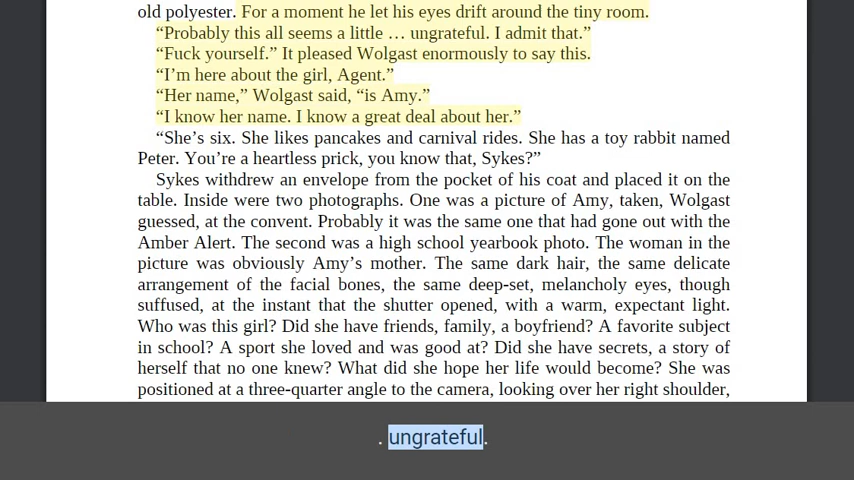 old polyester. For a moment he let his eyes drift around the tiny room.
“Probably this all seems a little … ungrateful. I admit that.”
“Fuck yourself.” It pleased Wolgast enormously to say this.
“I’m here about the girl, Agent.”
“Her name,” Wolgast said, “is Amy.”
“I know her name. I know a great deal about her.”
“She’s six. She likes pancakes and carnival rides. She has a toy rabbit named
Peter. You’re a heartless prick, you know that, Sykes?”
Sykes withdrew an envelope from the pocket of his coat and placed it on the
table. Inside were two photographs. One was a picture of Amy, taken, Wolgast
guessed, at the convent. Probably it was the same one that had gone out with the
Amber Alert. The second was a high school yearbook photo. The woman in the
picture was obviously Amy’s mother. The same dark hair, the same delicate
arrangement of the facial bones, the same deep-set, melancholy eyes, though
suffused, at the instant that the shutter opened, with a warm, expectant light.
Who was this girl? Did she have friends, family, a boyfriend? A favorite subject
in school? A sport she loved and was good at? Did she have secrets, a story of
herself that no one knew? What did she hope her life would become? She was
positioned at a three-quarter angle to the camera, looking over her right shoulder,
. ungrateful.